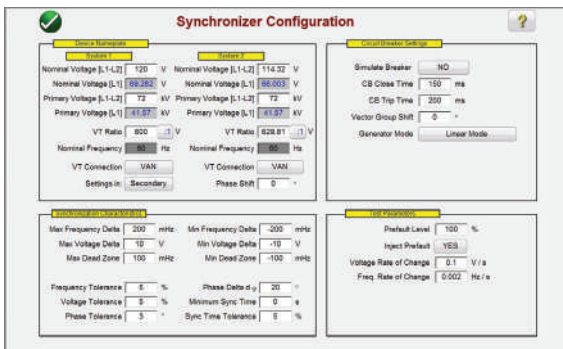 Synchronizer Configuration
?
Device Nameplate
System 1
System 2
Nominal Voltage [L1-L2] 120 V Nominal Voltage [L1-L2] 114.32 V
Nominal Voltage [L1] 69.282 V Nominal Voltage [L1] 66.003 V
Primary Voltage [L1-L2] 72 kV Primary Voltage [L1-L2] 72 kV
Primary Voltage [L1] 41.57 kV Primary Voltage [L1] 41.57 kV
VT Ratio 600 :1 V VT Ratio 629.81 :1 V
Nominal Frequency 60 Hz Nominal Frequency 60 Hz
VT Connection VAN VT Connection VAN
Settings in: Secondary Phase Shift 0 °
Circuit Breaker Settings
Simulate Breaker NO
CB Close Time 150 ms
CB Trip Time 200 ms
Vector Group Shift 0 °
Generator Mode Linear Mode
Synchronization Characteristics
Max Frequency Delta 200 mHz Min Frequency Delta -200 mHz
Max Voltage Delta 10 V Min Voltage Delta -10 V
Max Dead Zone 100 mHz Min Dead Zone -100 mHz
Frequency Tolerance 5 % Phase Delta d φ 20 °
Voltage Tolerance 5 % Minimum Sync Time 0 s
Phase Tolerance 3 ° Sync Time Tolerance 5 %
Test Parameters
Prefault Level 100 %
Inject Prefault YES
Voltage Rate of Change 0.1 V / s
Freq. Rate of Change 0.002 Hz / s